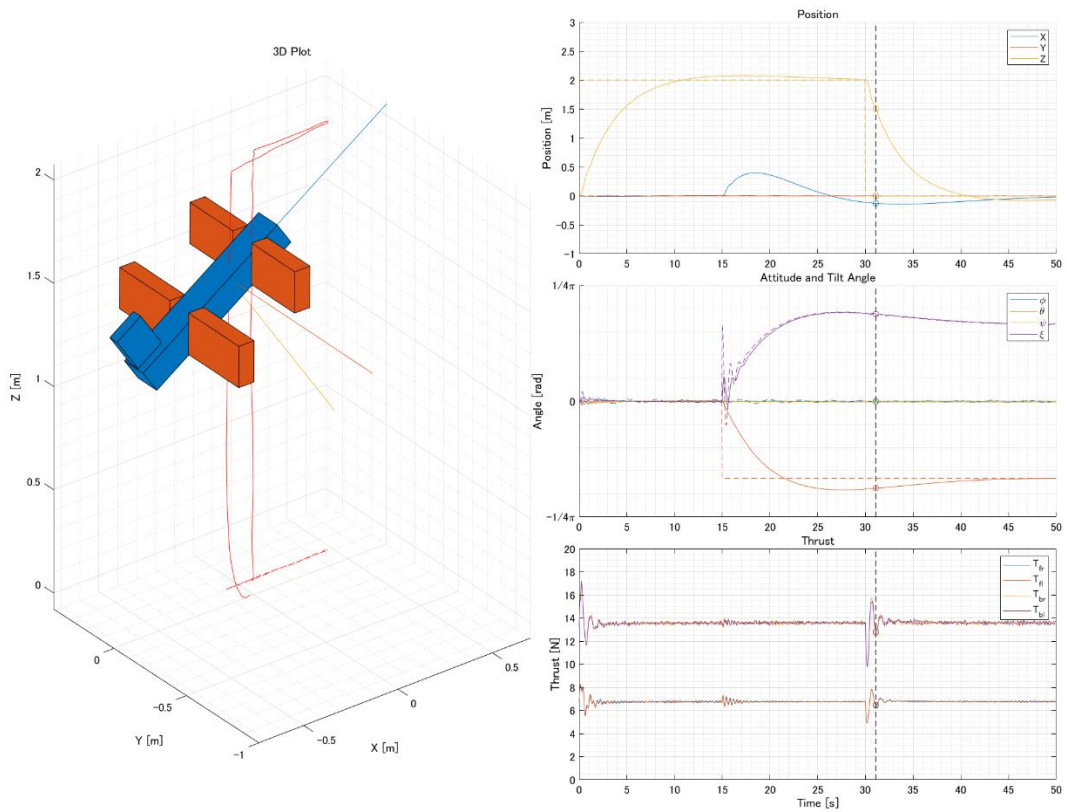 3D Plot
2
1.5
1
0.5
0
Z [m]
0
-0.5
-1
Y [m]
-0.5
0
0.5
X [m]
Position
3
2.5
2
1.5
1
0.5
0
-0.5
-1
Position [m]
X
Y
Z
0 5 10 15 20 25 30 35 40 45 50
Attitude and Tilt Angle
1/4π
0
-1/4π
Angle [rad]
ϕ
θ
ψ
ξ
0 5 10 15 20 25 30 35 40 45 50
Thrust
20
18
16
14
12
10
8
6
4
2
0
Thrust [N]
T_fr
T_fl
T_br
T_bl
0 5 10 15 20 25 30 35 40 45 50
Time [s]